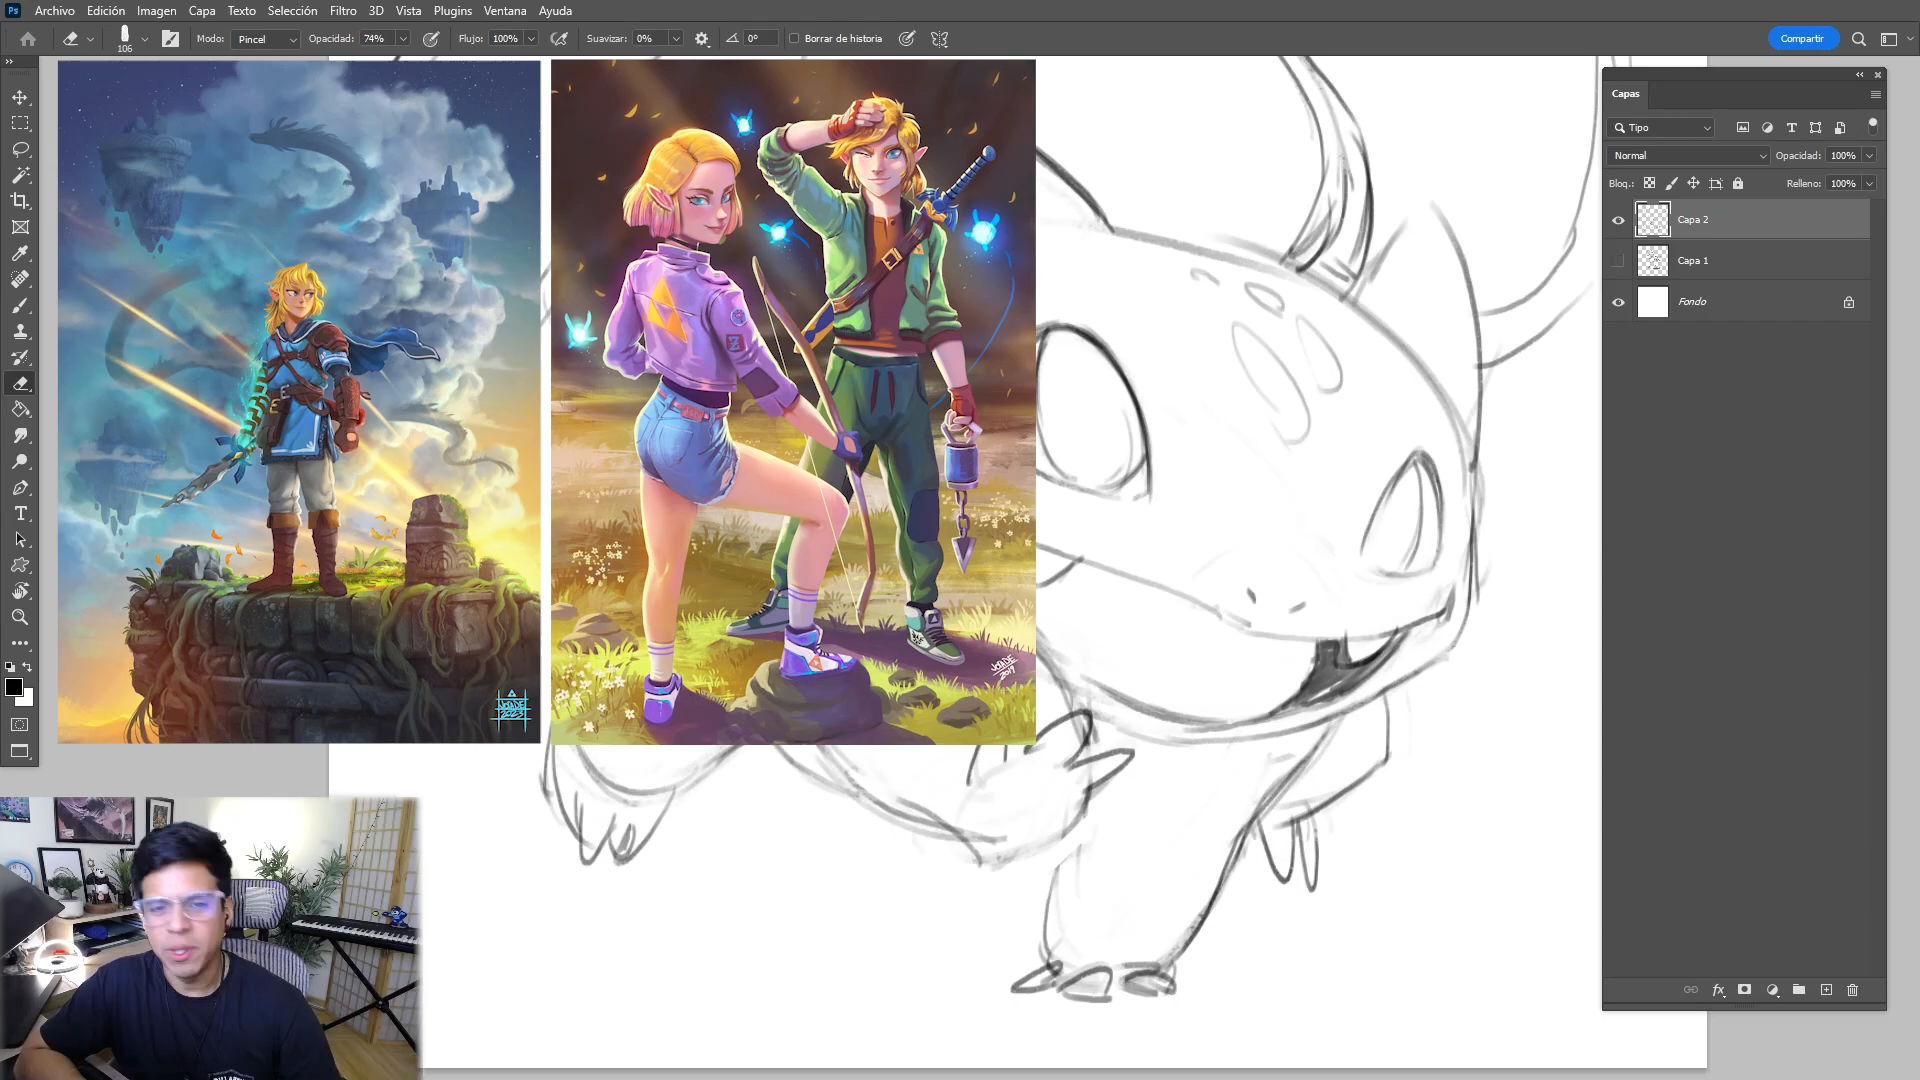 Ps Archivo Edición Imagen Capa Texto Selección Filtro 3D Vista Plugins Ventana Ayuda
106 Modo: Pincel Opacidad: 74% Flujo: 100% Suavizar: 0% 0° Borrar de historia Compartir
Capas
Tipo
Normal Opacidad: 100%
Bloq.: Relleno: 100%
Capa 2
Capa 1
Fondo
Z
2019
2023